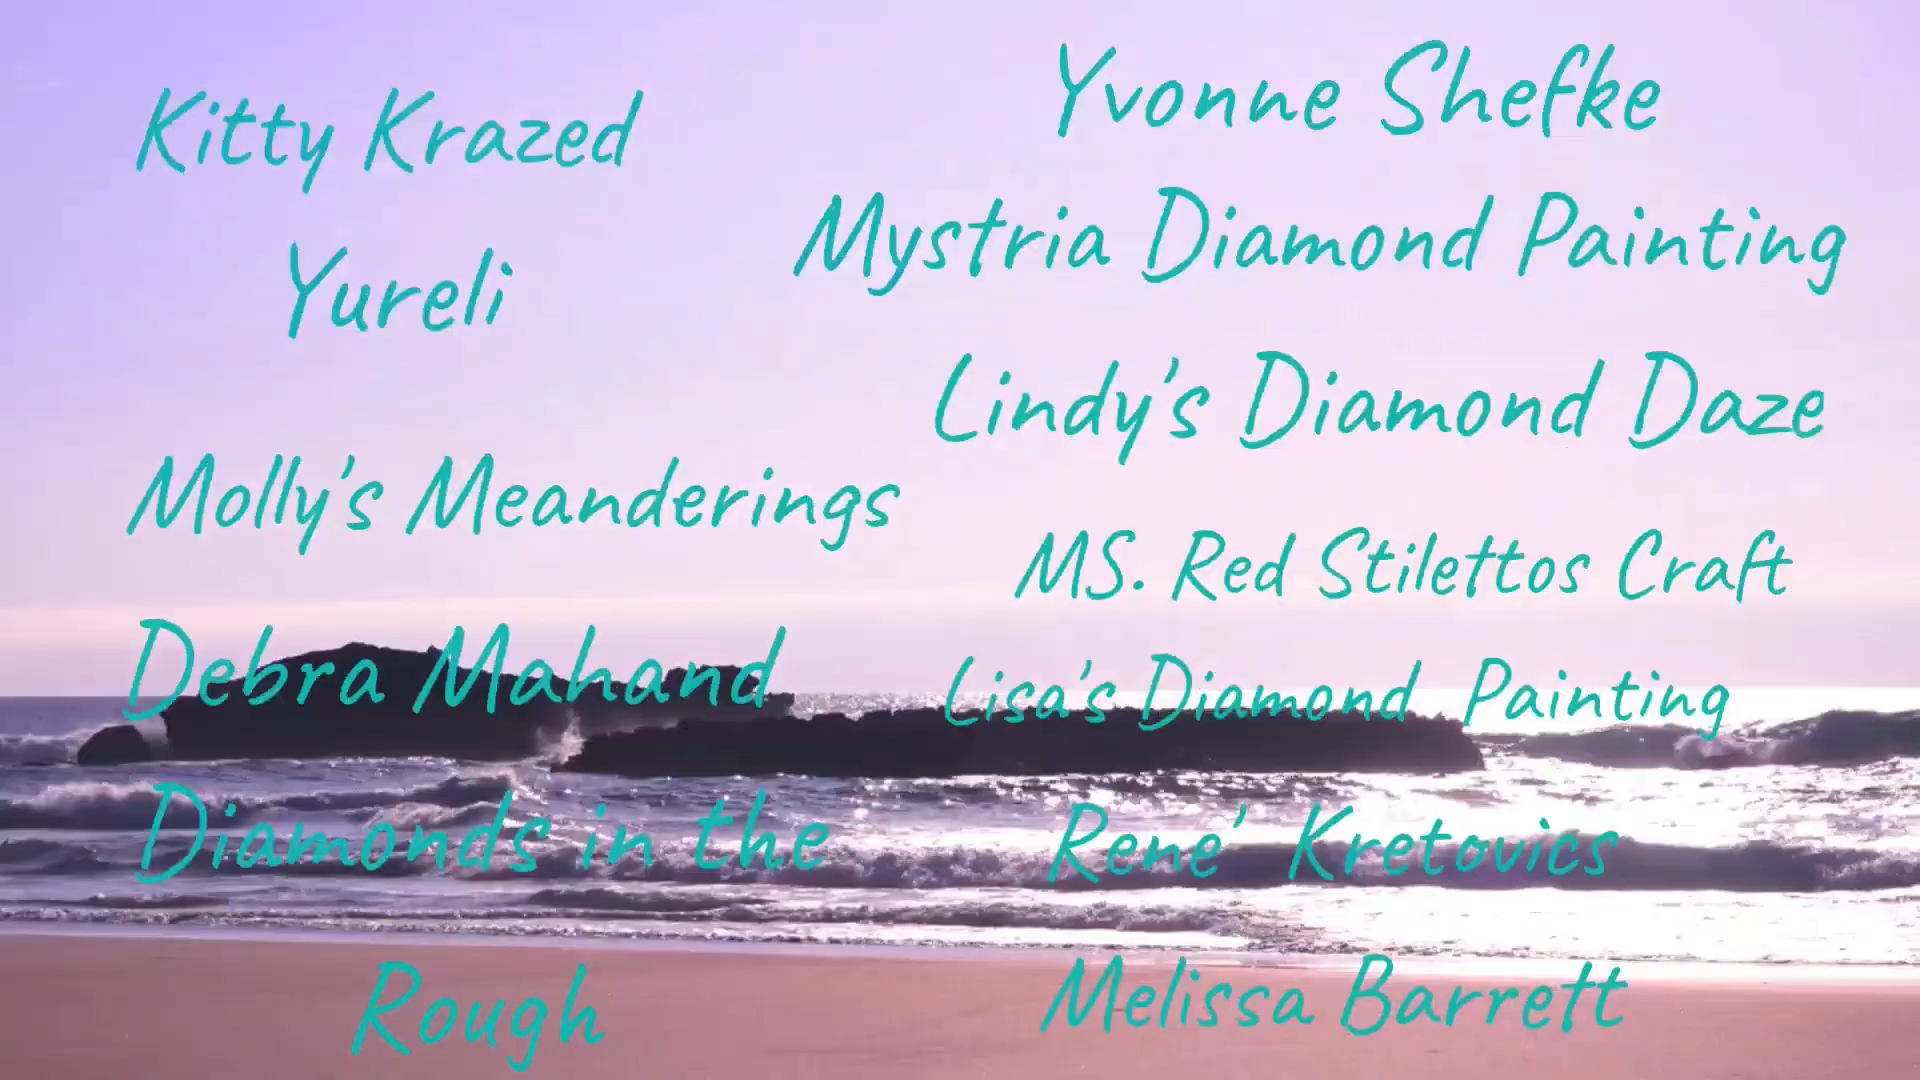 Kitty Krazed
Yureli
Molly's Meanderings
Debra Mahand
Diamonds in the
Rough
Yvonne Shefke
Mystria Diamond Painting
Lindy's Diamond Daze
MS. Red Stilettos Craft
Lisa's Diamond Painting
Rene' Kretovics
Melissa Barrett